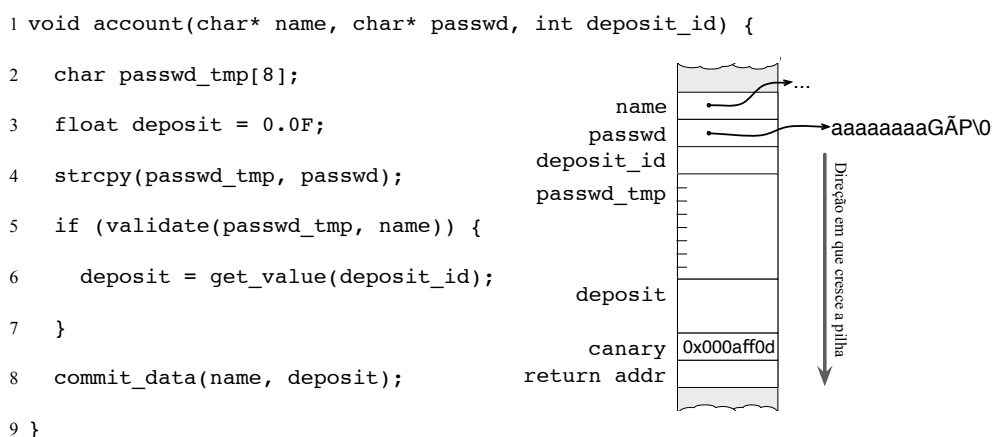 1 void account(char* name, char* passwd, int deposit_id) {
2 char passwd_tmp[8];
3 float deposit = 0.0F;
4 strcpy(passwd_tmp, passwd);
5 if (validate(passwd_tmp, name)) {
6 deposit = get_value(deposit_id);
7 }
8 commit_data(name, deposit);
9 }
name
...
passwd
aaaaaaaaGÃP\0
deposit_id
passwd_tmp
deposit
canary
0x000aff0d
return addr
Direção em que cresce a pilha